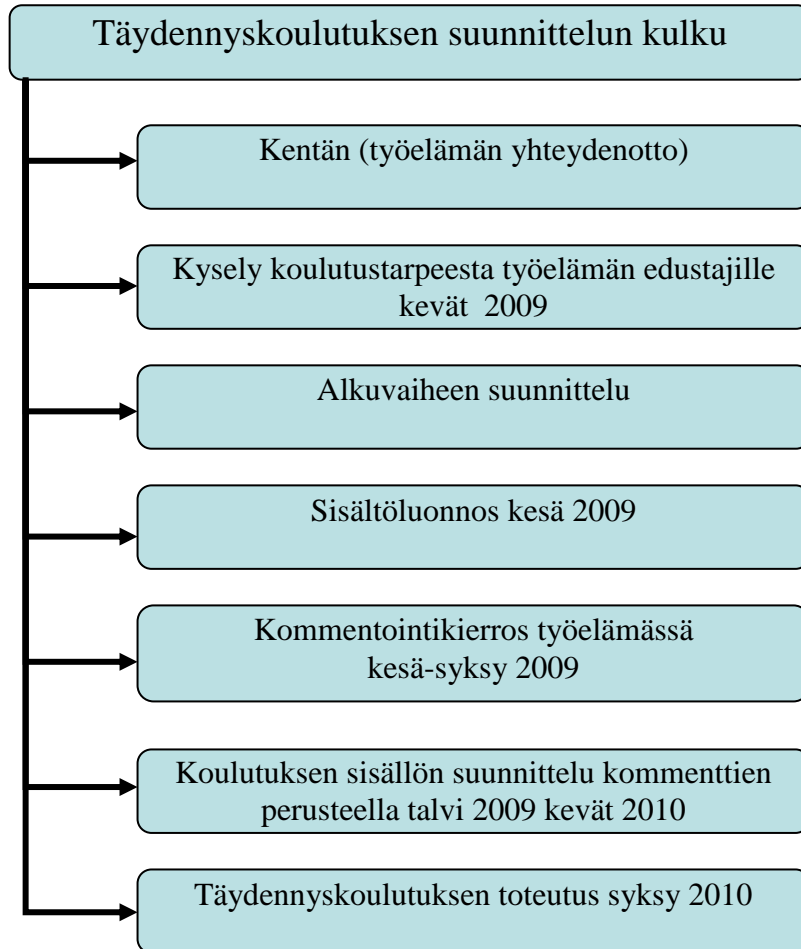 Täydennyskoulutuksen suunnittelun kulku
Kentän (työelämän yhteydenotto)
Kysely koulutustarpeesta työelämän edustajille
kevät 2009
Alkuvaiheen suunnittelu
Sisältöluonnos kesä 2009
Kommentointikierros työelämässä
kesä-syksy 2009
Koulutuksen sisällön suunnittelu kommenttien
perusteella talvi 2009 kevät 2010
Täydennyskoulutuksen toteutus syksy 2010